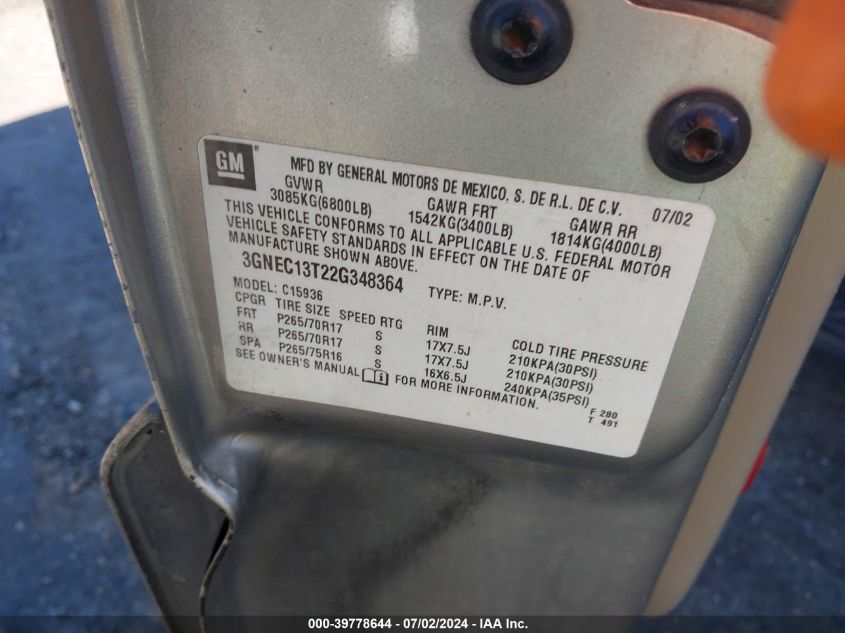 GM MFD BY GENERAL MOTORS DE MEXICO, S. DE R.L. DE C.V. 07/02
GVWR GAWR FRT GAWR RR
3085KG(6800LB) 1542KG(3400LB) 1814KG(4000LB)
THIS VEHICLE CONFORMS TO ALL APPLICABLE U.S. FEDERAL MOTOR
VEHICLE SAFETY STANDARDS IN EFFECT ON THE DATE OF
MANUFACTURE SHOWN ABOVE.
3GNEC13T22G348364 TYPE: M.P.V.
MODEL: C15936
CPGR TIRE SIZE SPEED RTG RIM COLD TIRE PRESSURE
FRT P265/70R17 S 17X7.5J 210KPA(30PSI)
RR P265/70R17 S 17X7.5J 210KPA(30PSI)
SPA P265/75R16 S 16X6.5J 240KPA(35PSI)
SEE OWNER'S MANUAL FOR MORE INFORMATION.
F 280
T 491
000-39778644 / 07/02/2024 - IAA Inc.